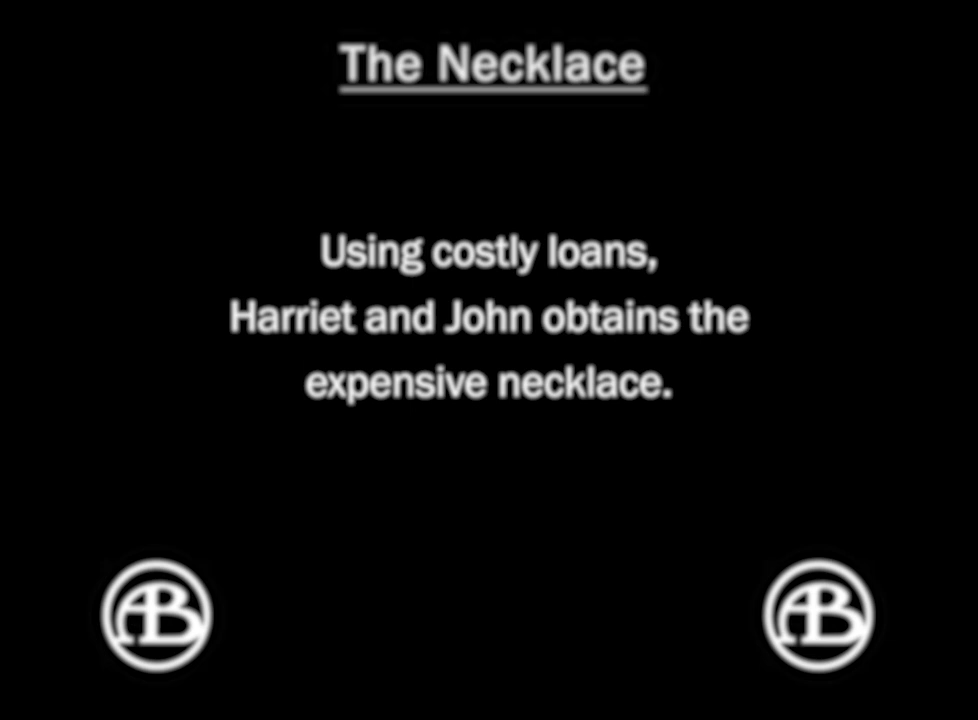 The Necklace
Using costly loans,
Harriet and John obtains the
expensive necklace.
AB
AB